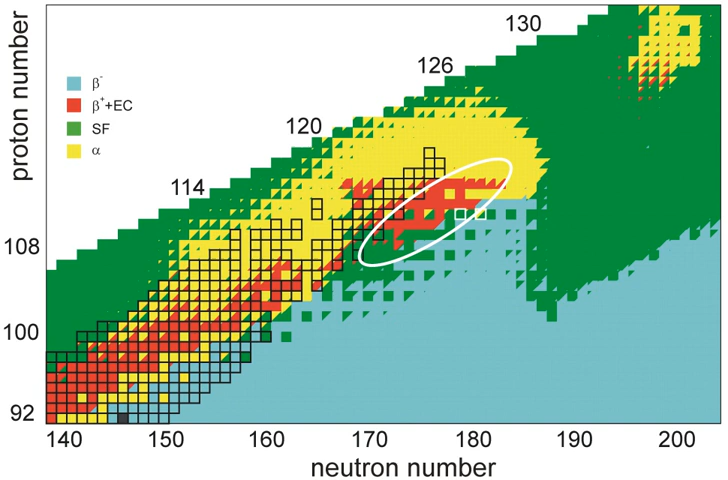 130
126
120
114
108
100
92
proton number
β⁻
β⁺+EC
SF
α
140 150 160 170 180 190 200
neutron number